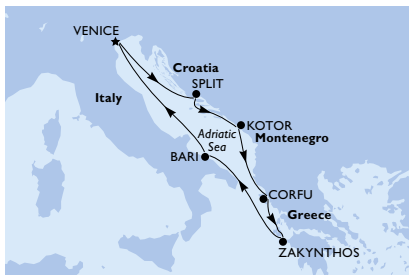 VENICE
Croatia
SPLIT
Italy
KOTOR
Adriatic
Sea
Montenegro
BARI
CORFU
Greece
ZAKYNTHOS